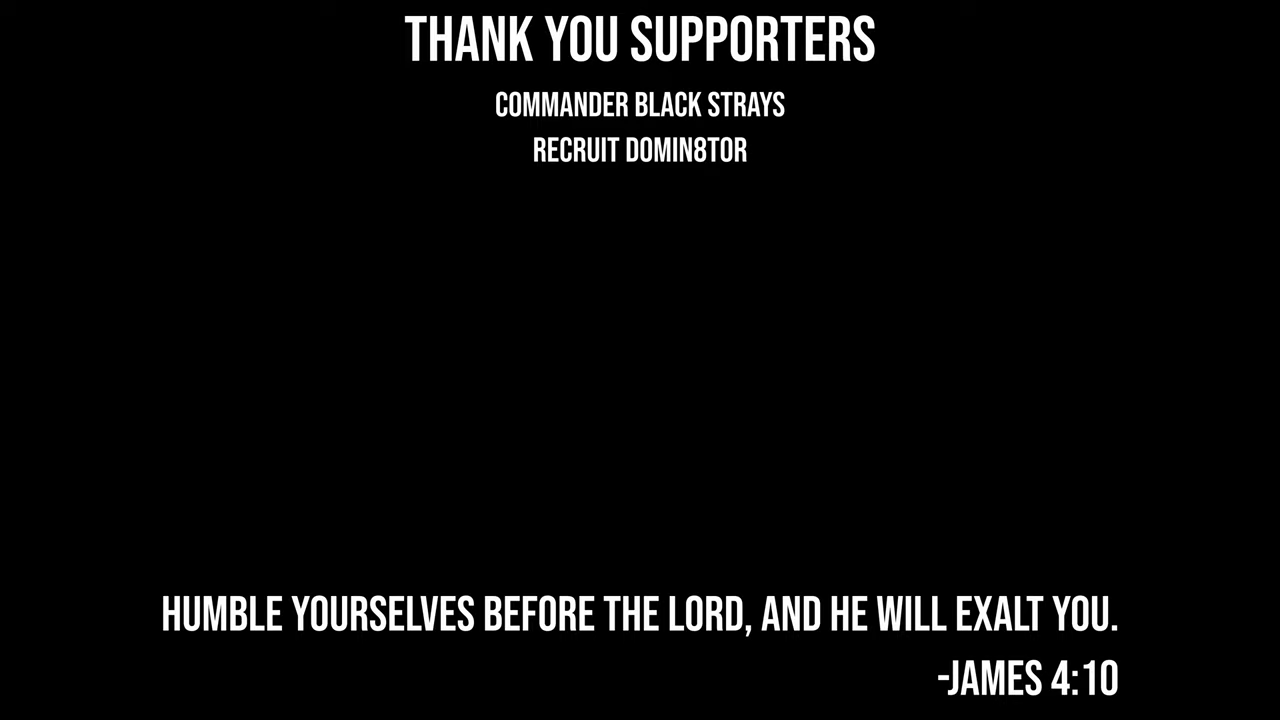 THANK YOU SUPPORTERS
COMMANDER BLACK STRAYS
RECRUIT DOMIN8TOR
HUMBLE YOURSELVES BEFORE THE LORD, AND HE WILL EXALT YOU.
-JAMES 4:10